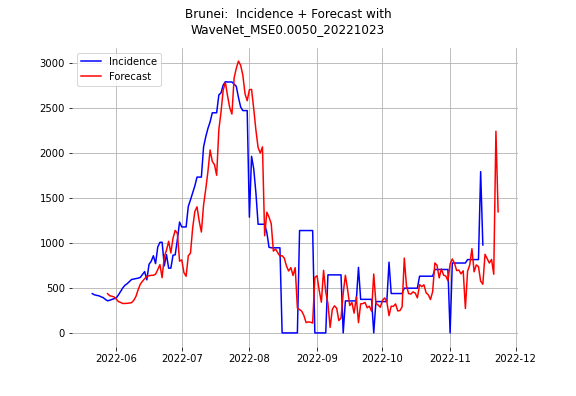 Brunei:  Incidence + Forecast with
WaveNet_MSE0.0050_20221023
Incidence
Forecast
3000
2500
2000
1500
1000
500
0
2022-06 2022-07 2022-08 2022-09 2022-10 2022-11 2022-12